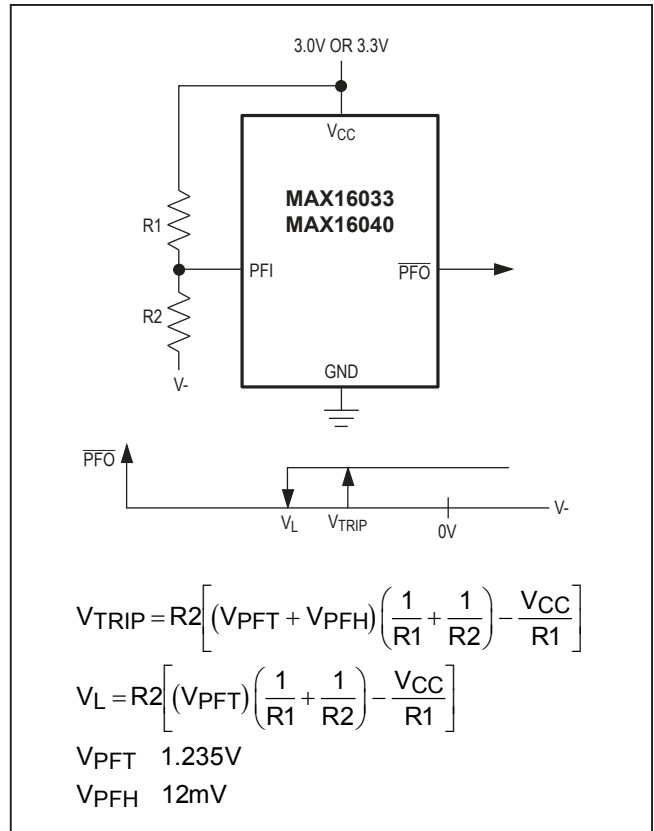 3.0V OR 3.3V
VCC
MAX16033
MAX16040
R1
PFI
PFO
R2
V-
GND
PFO
VL VTRIP 0V V-
VTRIP = R2[(VPFT + VPFH)(1/R1 + 1/R2) − VCC/R1]
VL = R2[(VPFT)(1/R1 + 1/R2) − VCC/R1]
VPFT 1.235V
VPFH 12mV